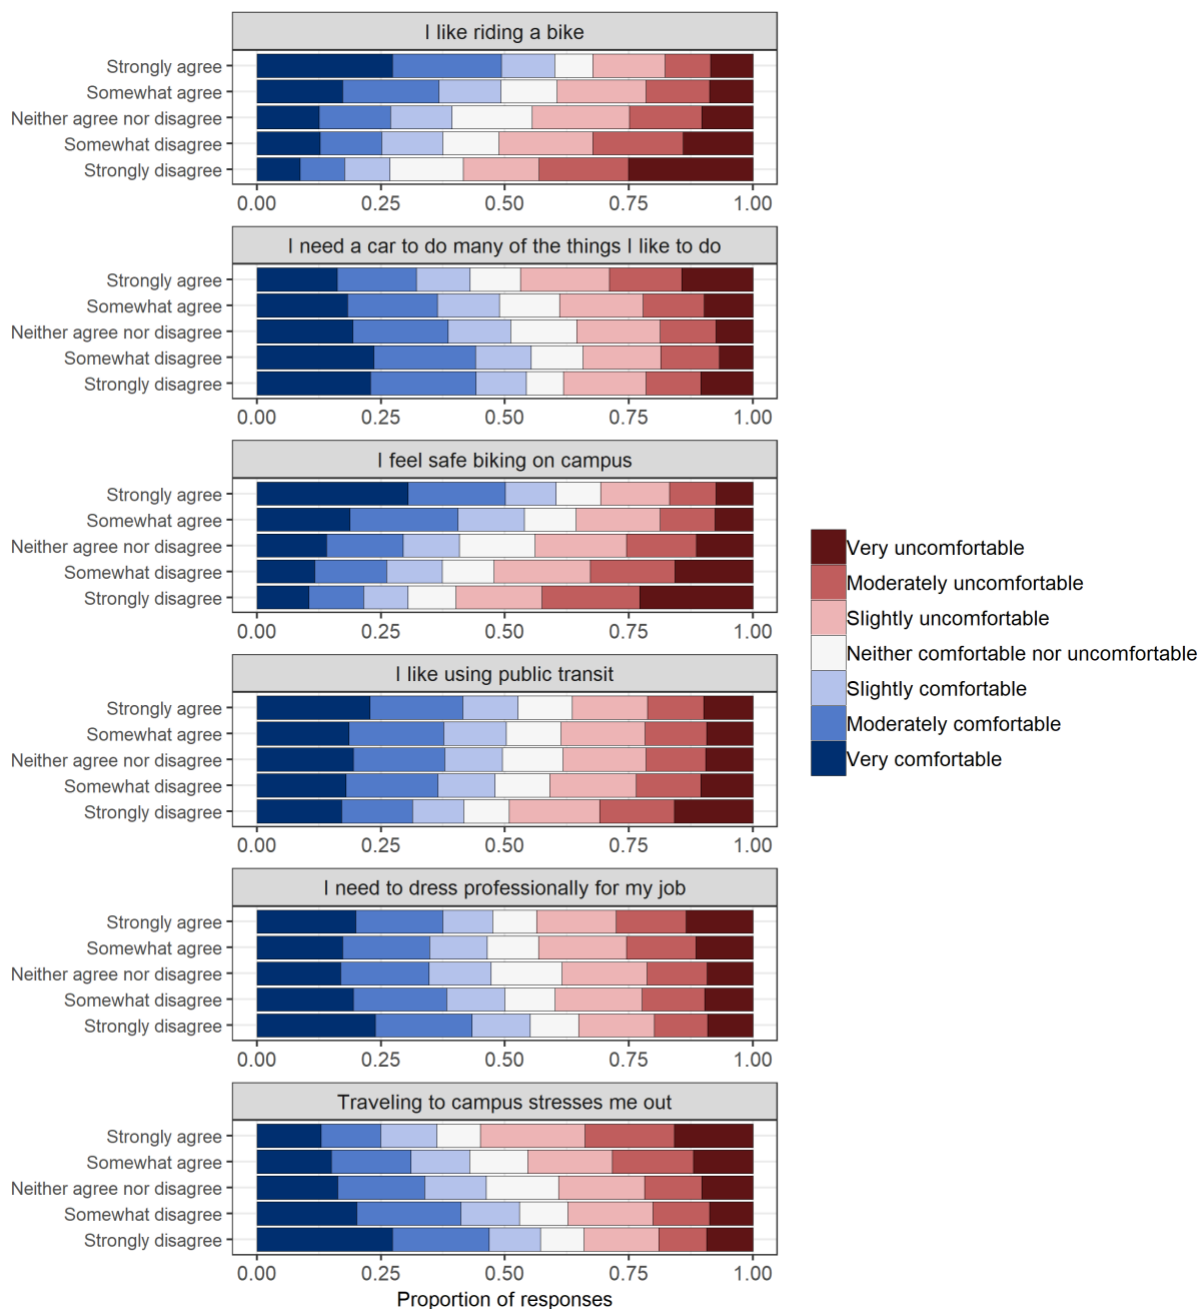 I like riding a bike
Strongly agree
Somewhat agree
Neither agree nor disagree
Somewhat disagree
Strongly disagree
0.00 0.25 0.50 0.75 1.00
I need a car to do many of the things I like to do
Strongly agree
Somewhat agree
Neither agree nor disagree
Somewhat disagree
Strongly disagree
0.00 0.25 0.50 0.75 1.00
I feel safe biking on campus
Strongly agree
Somewhat agree
Neither agree nor disagree
Somewhat disagree
Strongly disagree
0.00 0.25 0.50 0.75 1.00
I like using public transit
Strongly agree
Somewhat agree
Neither agree nor disagree
Somewhat disagree
Strongly disagree
0.00 0.25 0.50 0.75 1.00
I need to dress professionally for my job
Strongly agree
Somewhat agree
Neither agree nor disagree
Somewhat disagree
Strongly disagree
0.00 0.25 0.50 0.75 1.00
Traveling to campus stresses me out
Strongly agree
Somewhat agree
Neither agree nor disagree
Somewhat disagree
Strongly disagree
0.00 0.25 0.50 0.75 1.00
Proportion of responses
Very uncomfortable
Moderately uncomfortable
Slightly uncomfortable
Neither comfortable nor uncomfortable
Slightly comfortable
Moderately comfortable
Very comfortable